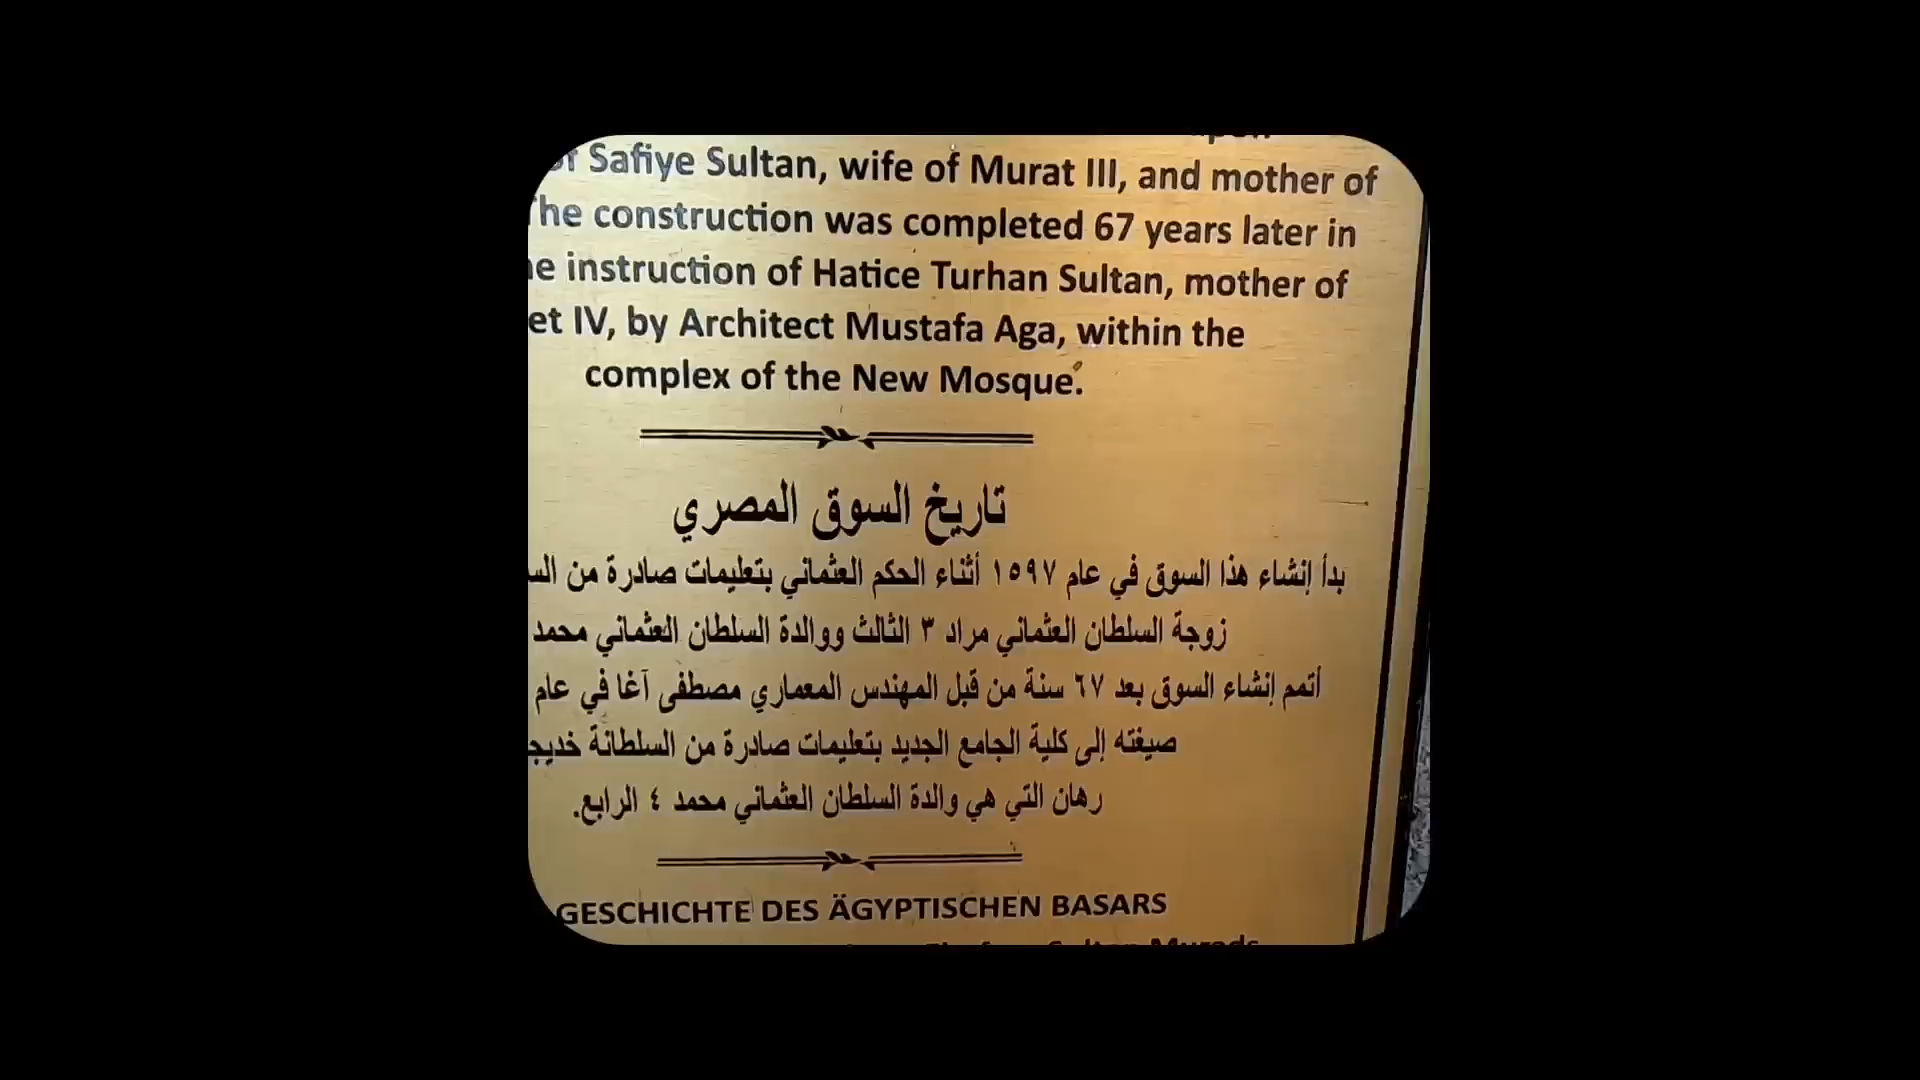 Safiye Sultan, wife of Murat III, and mother of
The construction was completed 67 years later in
instruction of Hatice Turhan Sultan, mother of
IV, by Architect Mustafa Aga, within the
complex of the New Mosque.
تاريخ السوق المصري
بدأ إنشاء هذا السوق في عام ١٥٩٧ أثناء الحكم العثماني بتعليمات صادرة من
زوجة السلطان العثماني مراد ٣ الثالث ووالدة السلطان العثماني محمد
أتمم إنشاء السوق بعد ٦٧ سنة من قبل المهندس المعماري مصطفى آغا في عام
صيغته إلى كلية الجامع الجديد بتعليمات صادرة من السلطانة
رهان التي هي والدة السلطان العثماني محمد ٤ الرابع.
GESCHICHTE DES ÄGYPTISCHEN BASARS